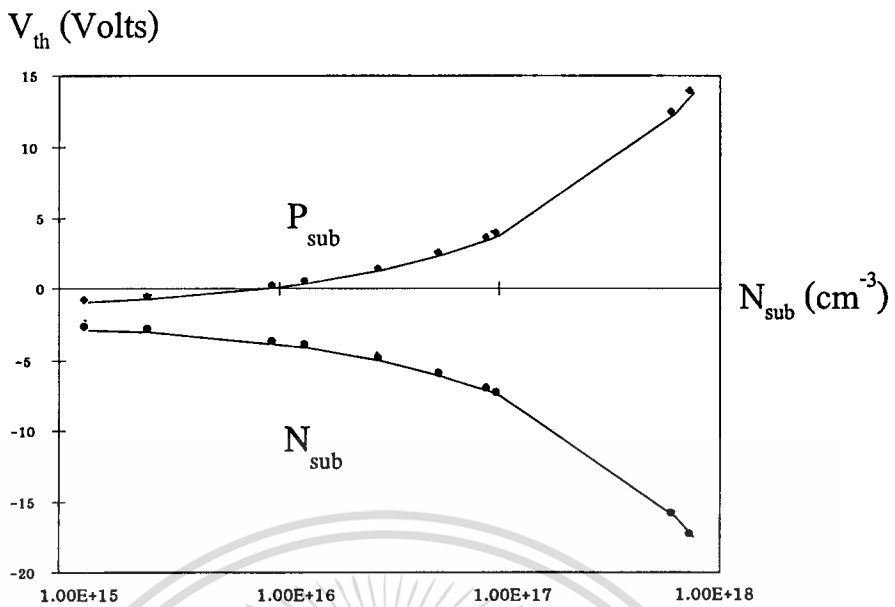 V_th (Volts)
15
10
5
0
-5
-10
-15
-20
P_sub
N_sub (cm^-3)
N_sub
1.00E+15
1.00E+16
1.00E+17
1.00E+18